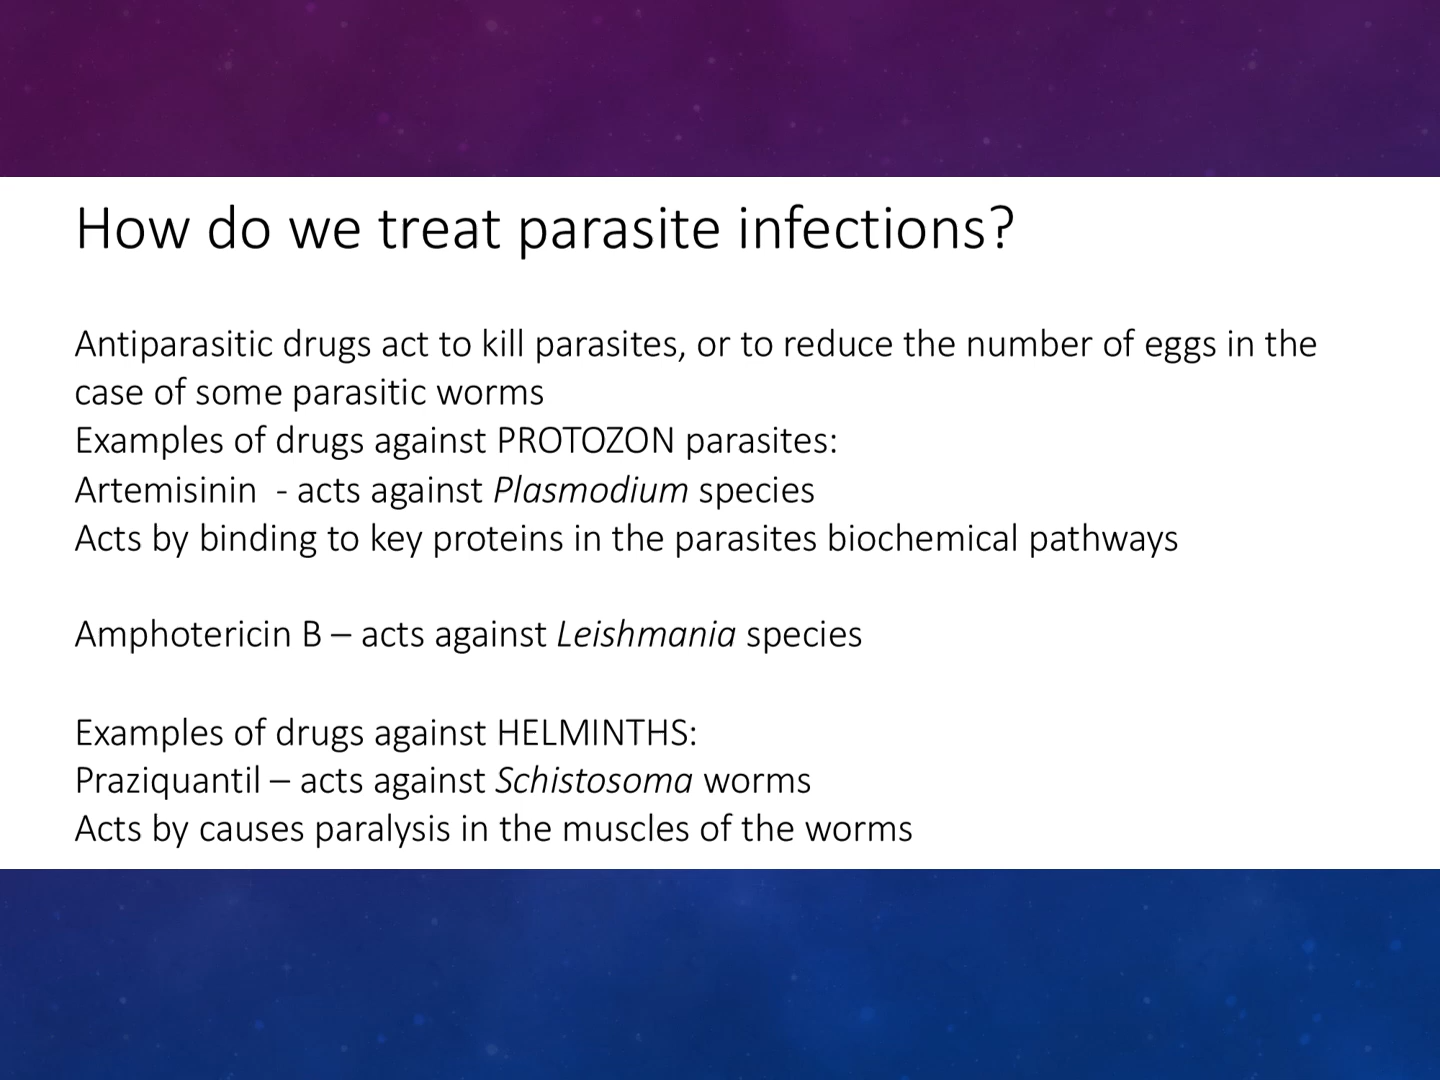 How do we treat parasite infections?
Antiparasitic drugs act to kill parasites, or to reduce the number of eggs in the
case of some parasitic worms
Examples of drugs against PROTOZON parasites:
Artemisinin  - acts against Plasmodium species
Acts by binding to key proteins in the parasites biochemical pathways
Amphotericin B – acts against Leishmania species
Examples of drugs against HELMINTHS:
Praziquantil – acts against Schistosoma worms
Acts by causes paralysis in the muscles of the worms